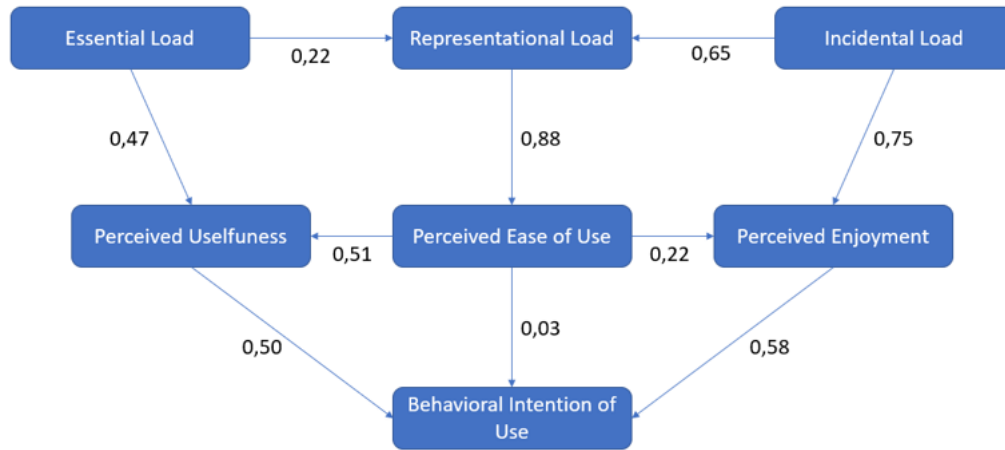 Essential Load
Representational Load
Incidental Load
0,22
0,65
0,47
0,88
0,75
Perceived Uselfuness
Perceived Ease of Use
Perceived Enjoyment
0,51
0,22
0,50
0,03
0,58
Behavioral Intention of
Use